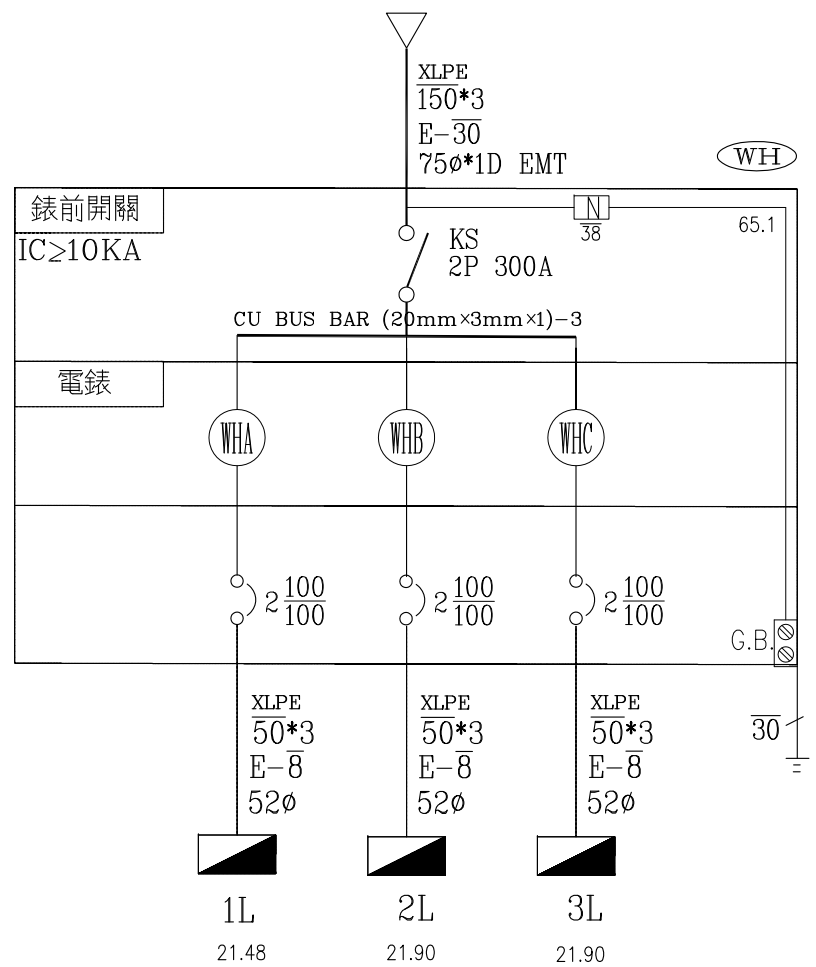 XLPE
150*3
E-30
75ø*1D EMT
WH
錶前開關
IC≥10KA
N
38
65.1
KS
2P 300A
CU BUS BAR (20mm×3mm×1)-3
電錶
WHA
WHB
WHC
2 100/100
2 100/100
2 100/100
G.B.
XLPE
50*3
E-8
52ø
XLPE
50*3
E-8
52ø
XLPE
50*3
E-8
52ø
30
1L
2L
3L
21.48
21.90
21.90